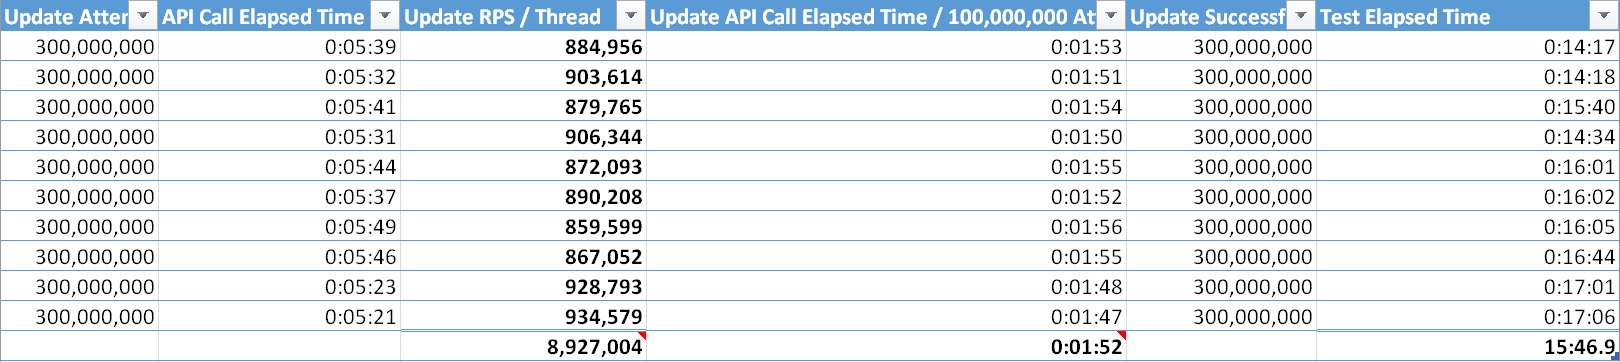 Update Atten API Call Elapsed Time Update RPS / Thread Update API Call Elapsed Time / 100,000,000 At Update Successf Test Elapsed Time
300,000,000 0:05:39 884,956 0:01:53 300,000,000 0:14:17
300,000,000 0:05:32 903,614 0:01:51 300,000,000 0:14:18
300,000,000 0:05:41 879,765 0:01:54 300,000,000 0:15:40
300,000,000 0:05:31 906,344 0:01:50 300,000,000 0:14:34
300,000,000 0:05:44 872,093 0:01:55 300,000,000 0:16:01
300,000,000 0:05:37 890,208 0:01:52 300,000,000 0:16:02
300,000,000 0:05:49 859,599 0:01:56 300,000,000 0:16:05
300,000,000 0:05:46 867,052 0:01:55 300,000,000 0:16:44
300,000,000 0:05:23 928,793 0:01:48 300,000,000 0:17:01
300,000,000 0:05:21 934,579 0:01:47 300,000,000 0:17:06
8,927,004 0:01:52 15:46.9